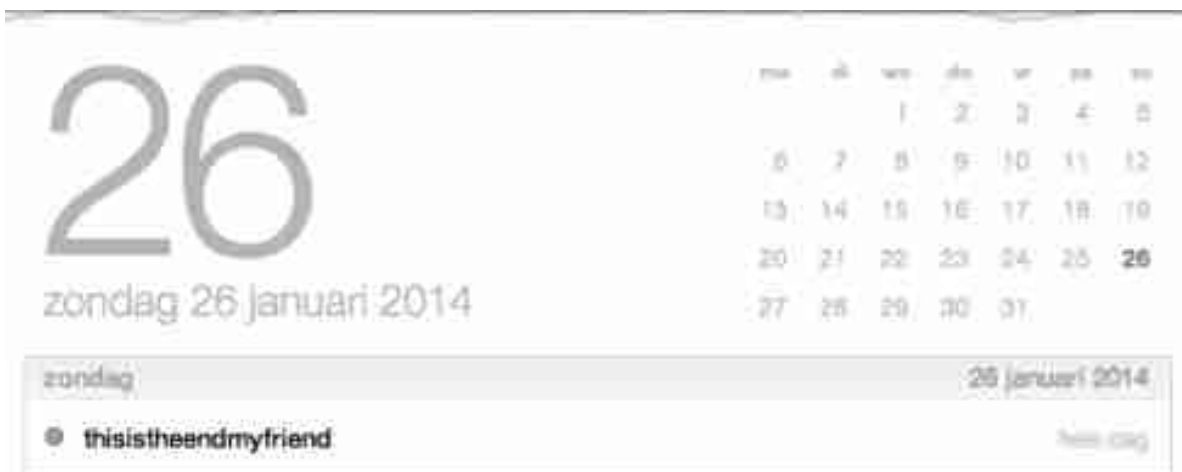 26
zondag 26 januari 2014
ma di wo do vr za zo
1 2 3 4 5
6 7 8 9 10 11 12
13 14 15 16 17 18 19
20 21 22 23 24 25 26
27 28 29 30 31
zondag 26 januari 2014
thisistheendmyfriend hele dag